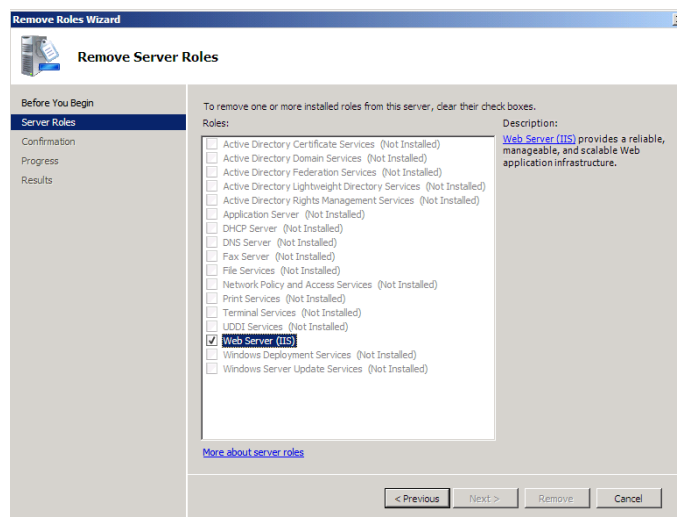 Remove Roles Wizard
Remove Server Roles
Before You Begin
Server Roles
Confirmation
Progress
Results
To remove one or more installed roles from this server, clear their check boxes.
Roles:
Active Directory Certificate Services (Not Installed)
Active Directory Domain Services (Not Installed)
Active Directory Federation Services (Not Installed)
Active Directory Lightweight Directory Services (Not Installed)
Active Directory Rights Management Services (Not Installed)
Application Server (Not Installed)
DHCP Server (Not Installed)
DNS Server (Not Installed)
Fax Server (Not Installed)
File Services (Not Installed)
Network Policy and Access Services (Not Installed)
Print Services (Not Installed)
Terminal Services (Not Installed)
UDDI Services (Not Installed)
Web Server (IIS)
Windows Deployment Services (Not Installed)
Windows Server Update Services (Not Installed)
More about server roles
Description:
Web Server (IIS) provides a reliable,
manageable, and scalable Web
application infrastructure.
< Previous
Next >
Remove
Cancel